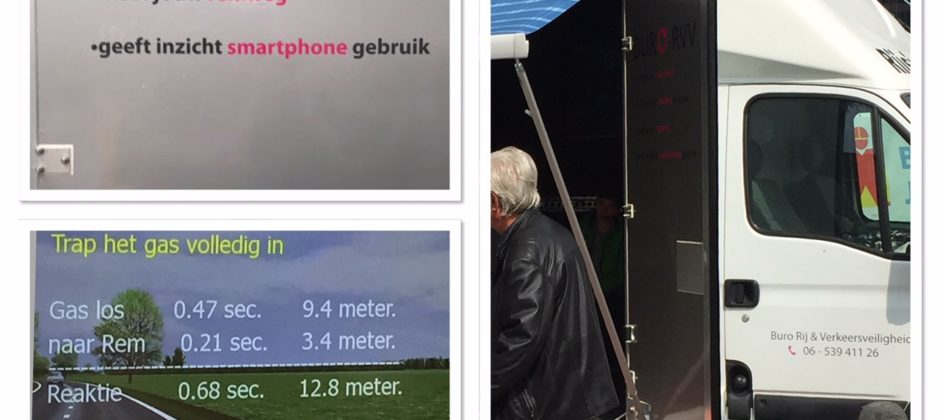 •geeft inzicht smartphone gebruik
Trap het gas volledig in
Gas los 0.47 sec. 9.4 meter.
naar Rem 0.21 sec. 3.4 meter.
Reaktie 0.68 sec. 12.8 meter.
BURO RVV
Buro Rij & Verkeersveiligheid
06 - 539 411 26